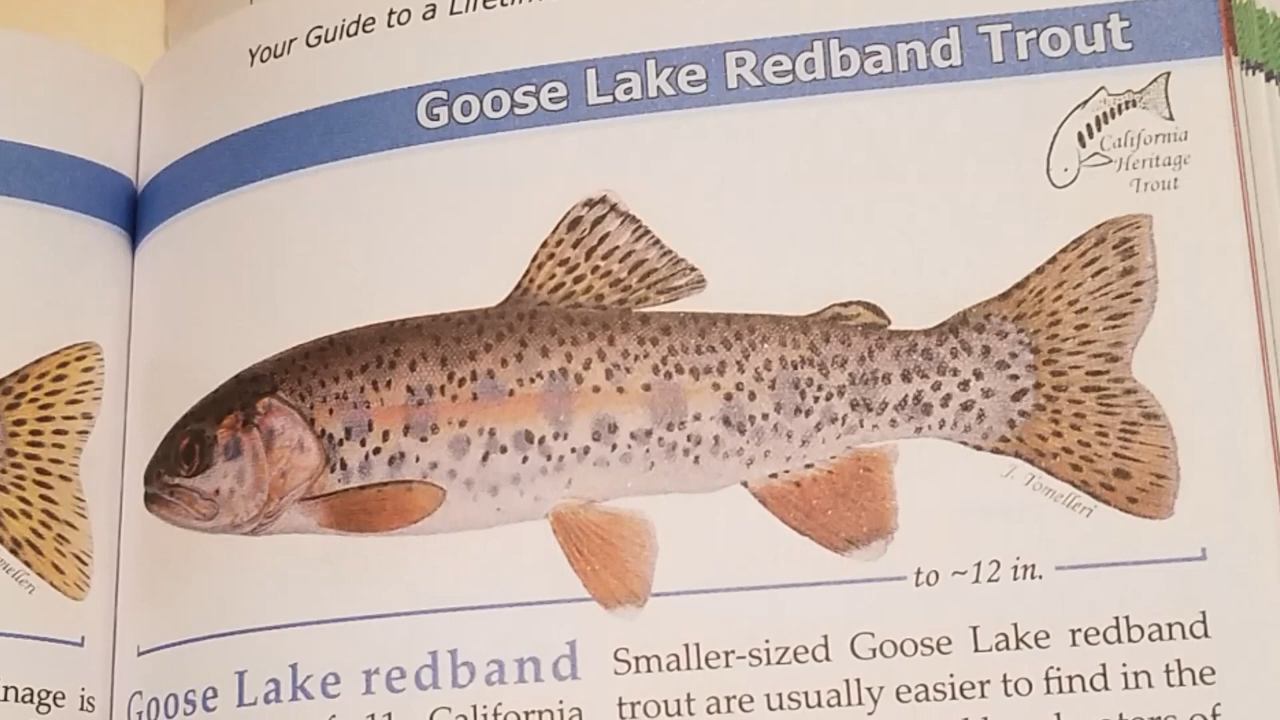 Your Guide to a
Goose Lake Redband Trout
California
Heritage
Trout
J. Tomelleri
to ~12 in.
is
Goose Lake redband
California
Smaller-sized Goose Lake redband
trout are usually easier to find in the
of